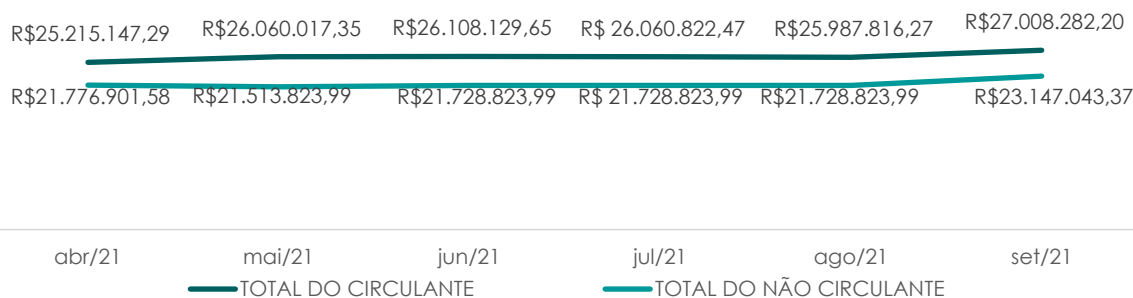 R$25.215.147,29 R$26.060.017,35 R$26.108.129,65 R$ 26.060.822,47 R$25.987.816,27 R$27.008.282,20
R$21.776.901,58 R$21.513.823,99 R$21.728.823,99 R$ 21.728.823,99 R$21.728.823,99 R$23.147.043,37
abr/21 mai/21 jun/21 jul/21 ago/21 set/21
TOTAL DO CIRCULANTE TOTAL DO NÃO CIRCULANTE